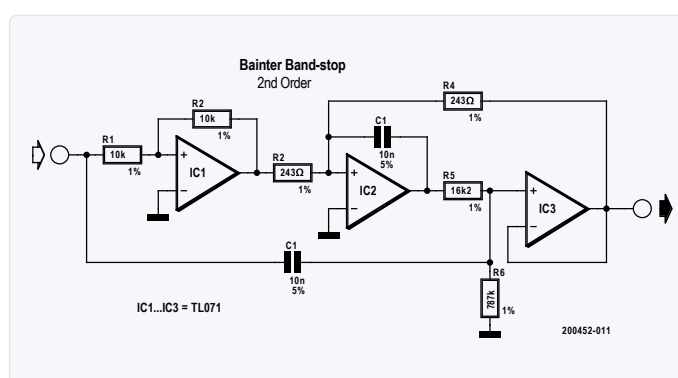 Bainter Band-stop
2nd Order
R1
10k
1%
R2
10k
1%
+
–
IC1
R2
243Ω
1%
R4
243Ω
1%
C1
10n
5%
+
–
IC2
R5
16k2
1%
+
–
IC3
C1
10n
5%
R6
787k
1%
IC1...IC3 = TL071
200452-011